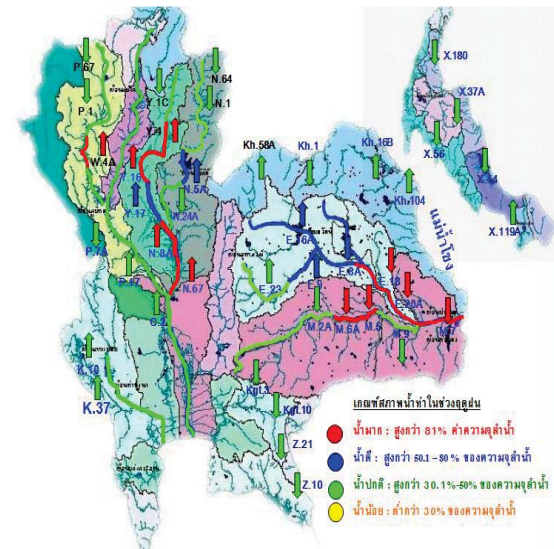 P.67
N.64
P.1
Y.1C
N.1
Y.4
W.4A
N.5A
Y.17
W.24A
P.7A
N.8A
P.17
N.67
C.2
K.10
K.37
Kh.58A
Kh.1
Kh.16B
Kh.104
แม่น้ำโขง
E.16A
E.8A
E.23
E.9
E.18
E.20A
M.2A
M.6A
M.5
M.9
M.7
Kgt.3
Kgt.10
Z.21
Z.10
X.180
X.37A
X.56
X.44
X.119A
เกณฑ์สภาพน้ำท่าในช่วงฤดูฝน
น้ำมาก : สูงกว่า 81% ค่าความจุลำน้ำ
น้ำดี : สูงกว่า 50.1 – 80 % ของความจุลำน้ำ
น้ำปกติ : สูงกว่า 30.1%-50% ของความจุลำน้ำ
น้ำน้อย : ต่ำกว่า 30% ของความจุลำน้ำ